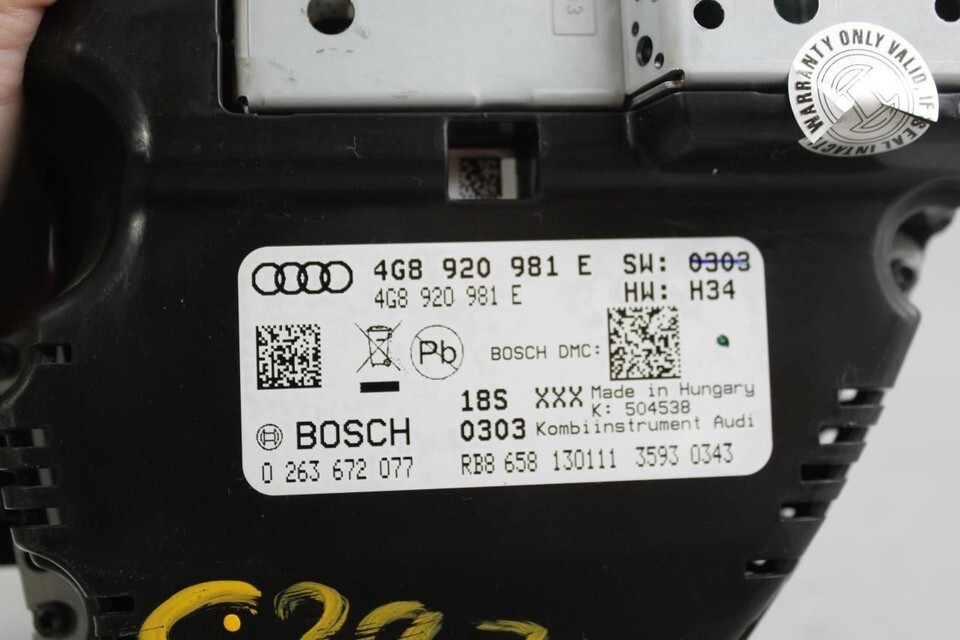 3
WARRANTY ONLY VALID, IF SEAL INTACT
4G8 920 981 E SW: 0303
4G8 920 981 E HW: H34
Pb BOSCH DMC:
18S XXX Made in Hungary
K: 504538
BOSCH 0303 Kombiinstrument Audi
0 263 672 077 RB8 658 130111 3593 0343